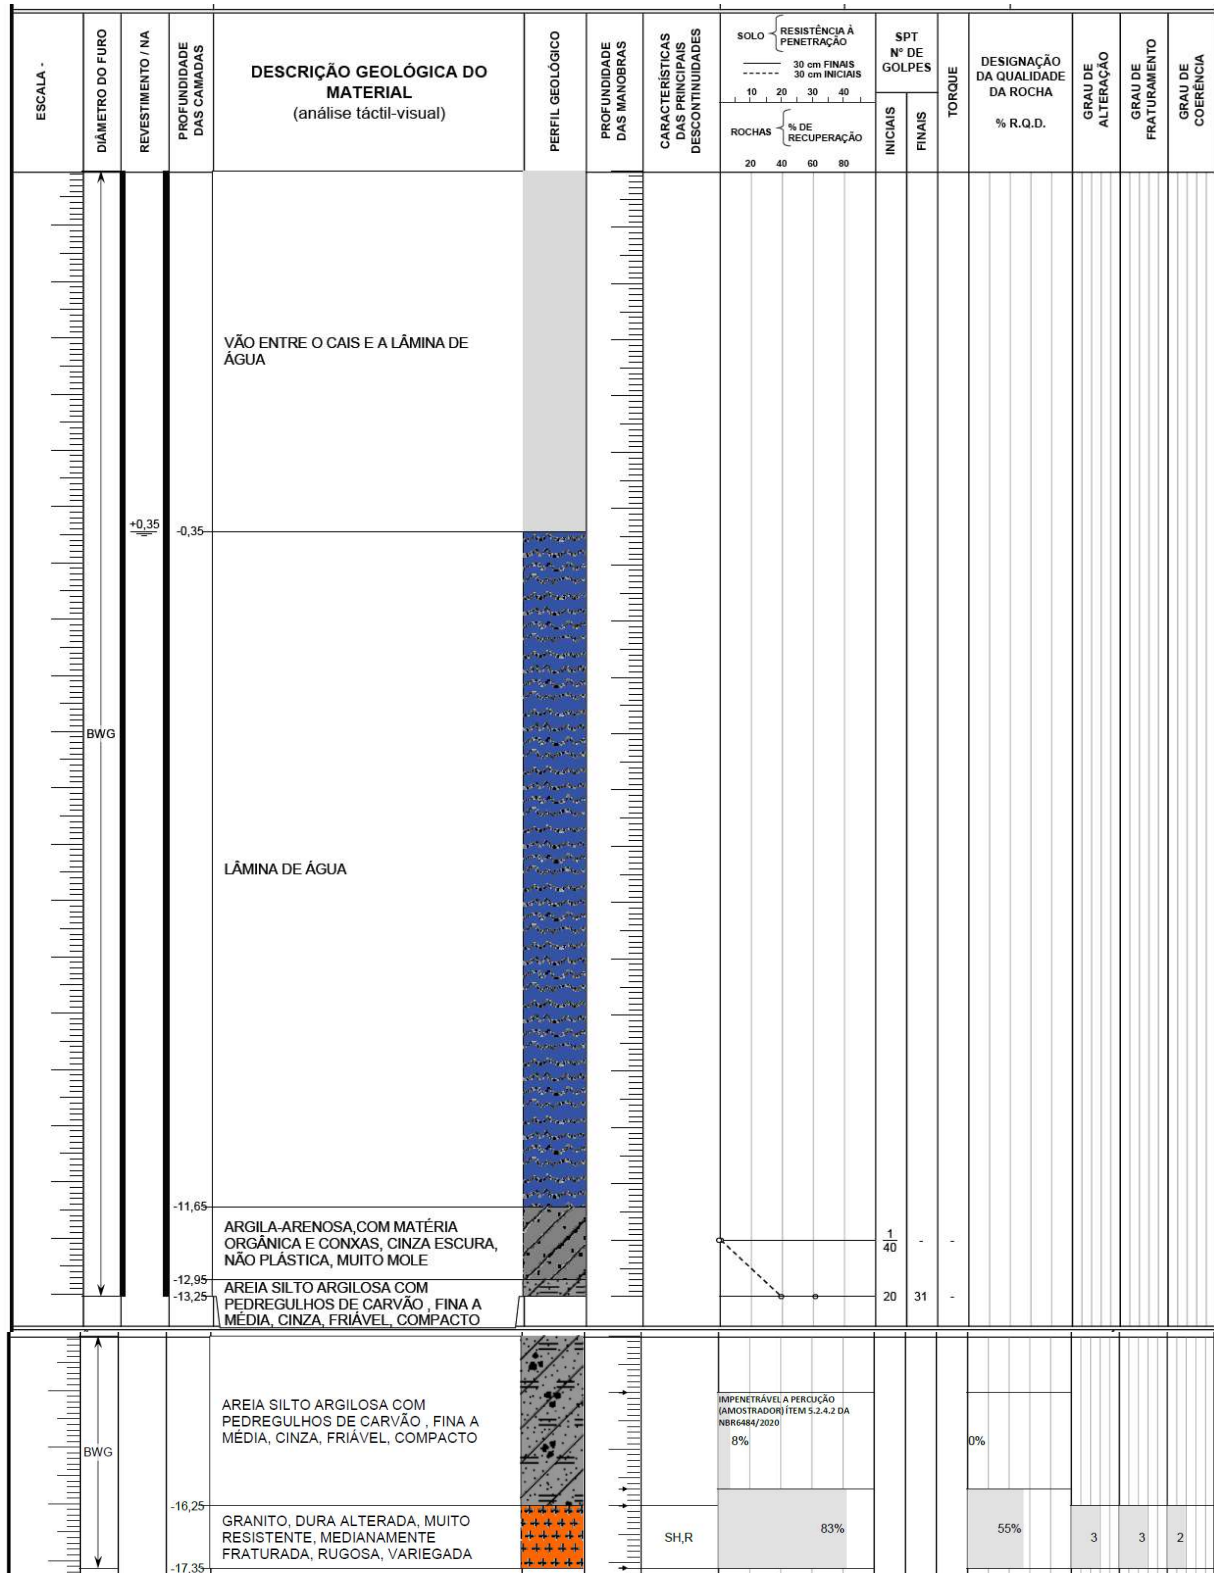 ESCALA -
DIÂMETRO DO FURO
REVESTIMENTO / NA
PROFUNDIDADE
DAS CAMADAS
DESCRIÇÃO GEOLÓGICA DO
MATERIAL
(análise táctil-visual)
PERFIL GEOLÓGICO
PROFUNDIDADE
DAS MANOBRAS
CARACTERÍSTICAS
DAS PRINCIPAIS
DESCONTINUIDADES
SOLO
RESISTÊNCIA À
PENETRAÇÃO
30 cm FINAIS
30 cm INICIAIS
10 20 30 40
ROCHAS
% DE
RECUPERAÇÃO
20 40 60 80
SPT
Nº DE
GOLPES
INICIAIS
FINAIS
TORQUE
DESIGNAÇÃO
DA QUALIDADE
DA ROCHA
% R.Q.D.
GRAU DE
ALTERAÇÃO
GRAU DE
FRATURAMENTO
GRAU DE
COERÊNCIA
VÃO ENTRE O CAIS E A LÂMINA DE
ÁGUA
+0,35
-0,35
BWG
LÂMINA DE ÁGUA
-11,65
ARGILA-ARENOSA,COM MATÉRIA
ORGÂNICA E CONXAS, CINZA ESCURA,
NÃO PLÁSTICA, MUITO MOLE
1
40
- -
-12,95
AREIA SILTO ARGILOSA COM
PEDREGULHOS DE CARVÃO , FINA A
MÉDIA, CINZA, FRIÁVEL, COMPACTO
-13,25
20 31 -
BWG
AREIA SILTO ARGILOSA COM
PEDREGULHOS DE CARVÃO , FINA A
MÉDIA, CINZA, FRIÁVEL, COMPACTO
IMPENETRÁVEL A PERCUÇÃO
(AMOSTRADOR) ÍTEM 5.2.4.2 DA
NBR6484/2020
8%
0%
-16,25
GRANITO, DURA ALTERADA, MUITO
RESISTENTE, MEDIANAMENTE
FRATURADA, RUGOSA, VARIEGADA
SH,R
83%
55%
3
3
2
-17,35